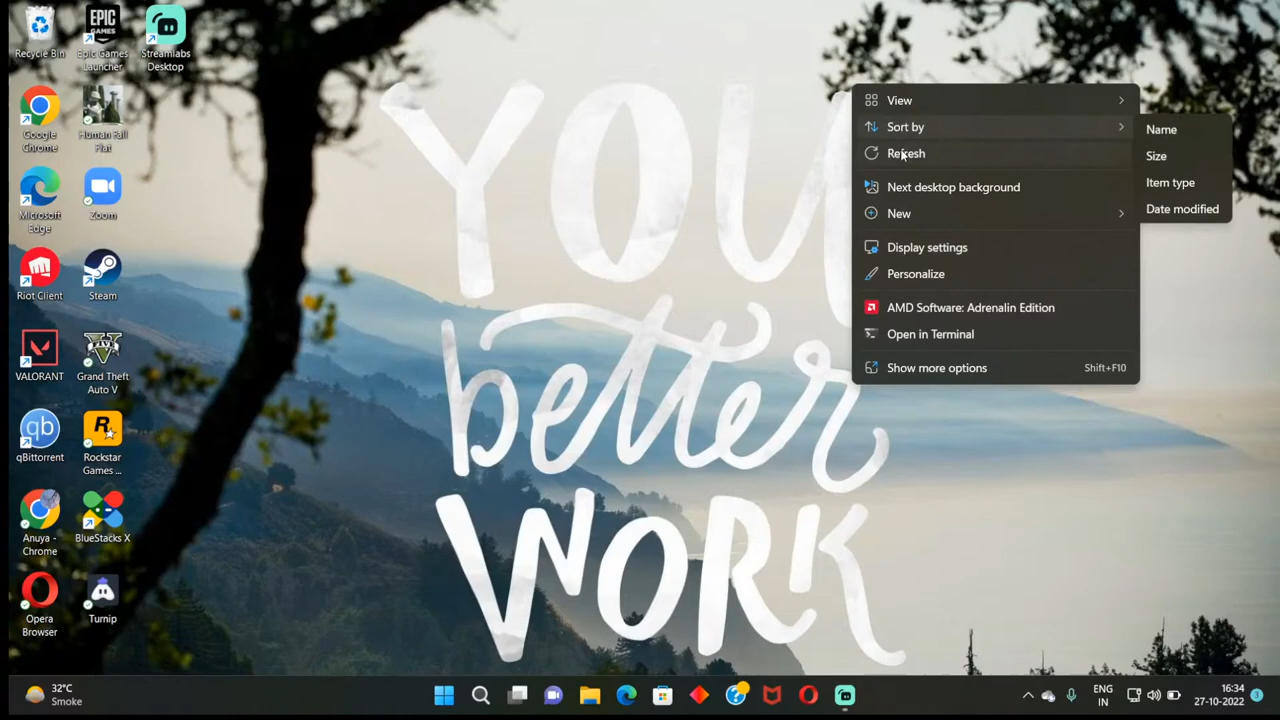 Recycle Bin
Epic Games
Launcher
Streamlabs
Desktop
EPIC
GAMES
Google
Chrome
Human Fall
Flat
Microsoft
Edge
Zoom
Riot Client
Steam
VALORANT
Grand Theft
Auto V
qb
qBittorrent
Rockstar
Games ...
Anuya -
Chrome
BlueStacks X
Opera
Browser
Turnip
YOU
better
WORK
View
Sort by
Refresh
Next desktop background
New
Display settings
Personalize
AMD Software: Adrenalin Edition
Open in Terminal
Show more options Shift+F10
Name
Size
Item type
Date modified
32°C
Smoke
ENG
IN
16:34
27-10-2022
3